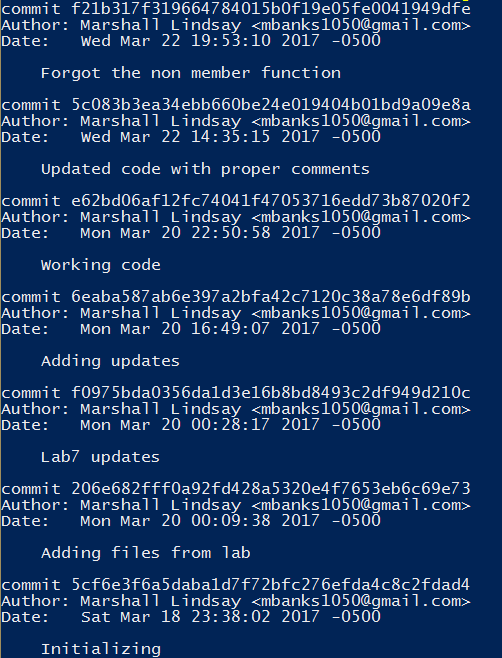 commit f21b317f319664784015b0f19e05fe0041949dfe
Author: Marshall Lindsay <mbanks1050@gmail.com>
Date:   Wed Mar 22 19:53:10 2017 -0500
Forgot the non member function
commit 5c083b3ea34ebb660be24e019404b01bd9a09e8a
Author: Marshall Lindsay <mbanks1050@gmail.com>
Date:   Wed Mar 22 14:35:15 2017 -0500
Updated code with proper comments
commit e62bd06af12fc74041f47053716edd73b87020f2
Author: Marshall Lindsay <mbanks1050@gmail.com>
Date:   Mon Mar 20 22:50:58 2017 -0500
Working code
commit 6eaba587ab6e397a2bfa42c7120c38a78e6df89b
Author: Marshall Lindsay <mbanks1050@gmail.com>
Date:   Mon Mar 20 16:49:07 2017 -0500
Adding updates
commit f0975bda0356da1d3e16b8bd8493c2df949d210c
Author: Marshall Lindsay <mbanks1050@gmail.com>
Date:   Mon Mar 20 00:28:17 2017 -0500
Lab7 updates
commit 206e682fff0a92fd428a5320e4f7653eb6c69e73
Author: Marshall Lindsay <mbanks1050@gmail.com>
Date:   Mon Mar 20 00:09:38 2017 -0500
Adding files from lab
commit 5cf6e3f6a5daba1d7f72bfc276efda4c8c2fdad4
Author: Marshall Lindsay <mbanks1050@gmail.com>
Date:   Sat Mar 18 23:38:02 2017 -0500
Initializing